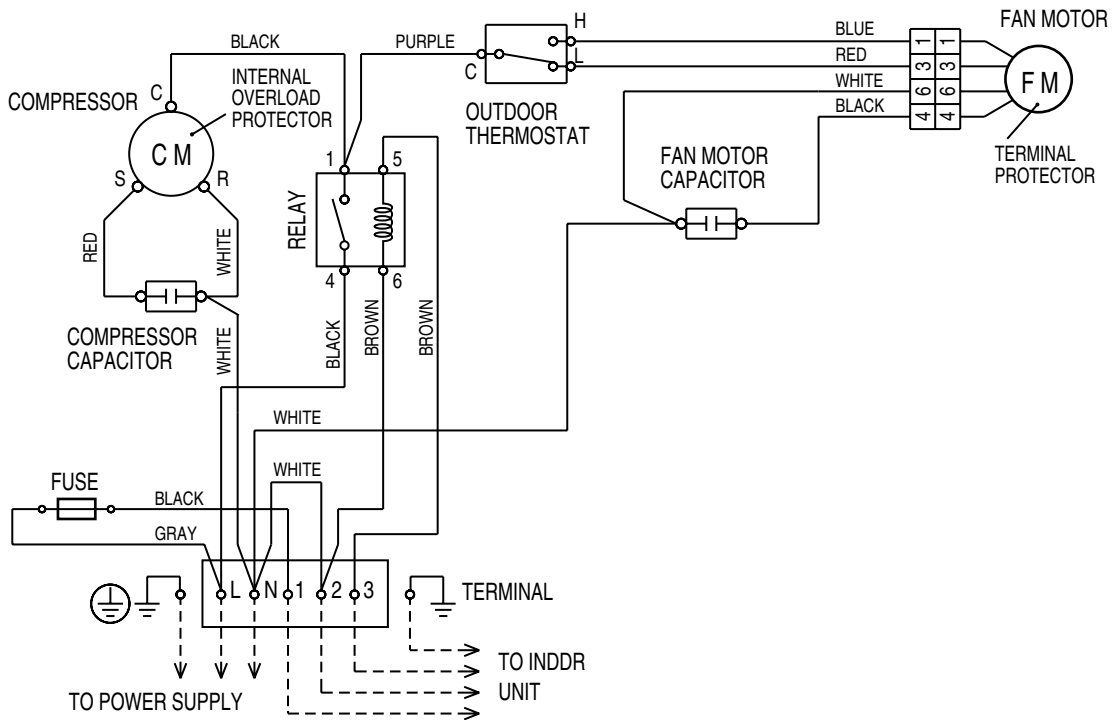 FAN MOTOR
H
BLUE
BLACK
PURPLE
1 1
L
RED
3 3
F M
C
INTERNAL
OVERLOAD
PROTECTOR
C
WHITE
6 6
COMPRESSOR
OUTDOOR
THERMOSTAT
BLACK
4 4
C M
1
5
FAN MOTOR
CAPACITOR
TERMINAL
PROTECTOR
S
R
RELAY
RED
WHITE
4
6
COMPRESSOR
CAPACITOR
WHITE
BLACK
BROWN
BROWN
WHITE
WHITE
FUSE
BLACK
GRAY
L N 1 2 3
TERMINAL
TO POWER SUPPLY
TO INDDR
UNIT